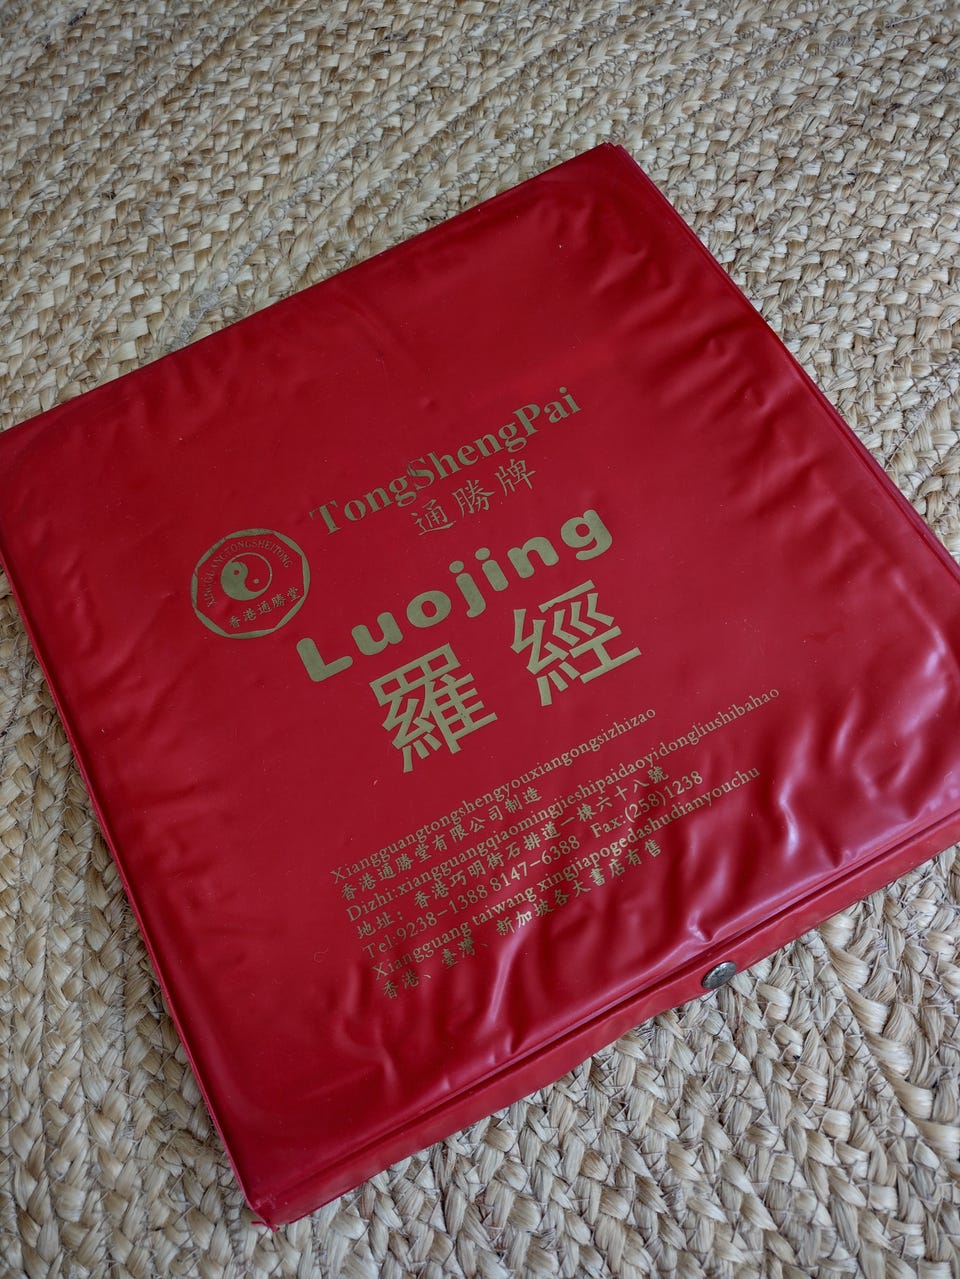 TongShengPai
通勝牌
香港通勝堂
Luojing
羅經
Xiangguangtongshengyouxiangongsizhizao
香港通勝堂有限公司制造
Dizhi:xiangguangqiaomingjieshipaidaoyidongliushibahao
地址：香港巧明街石排道一棟六十八號
Tel:9238-1388 8147-6388 Fax:(258)1238
Xiangguang taiwang xingjiapogedashudianyouchu
香港、臺灣、新加坡各大書店有售